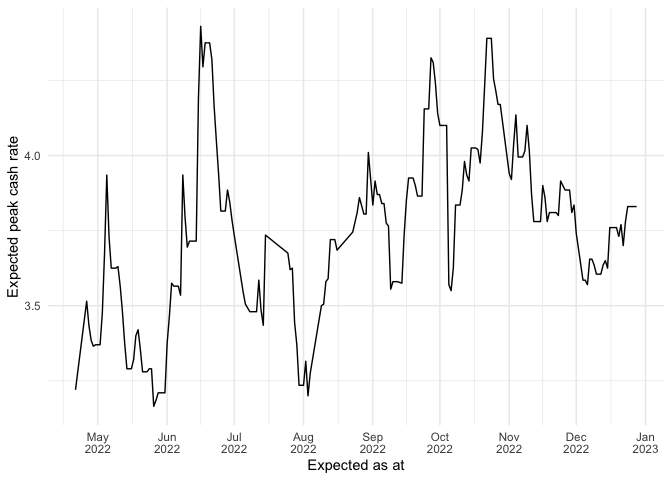 Expected peak cash rate
4.0
3.5
May Jun Jul Aug Sep Oct Nov Dec Jan
2022 2022 2022 2022 2022 2022 2022 2022 2023
Expected as at